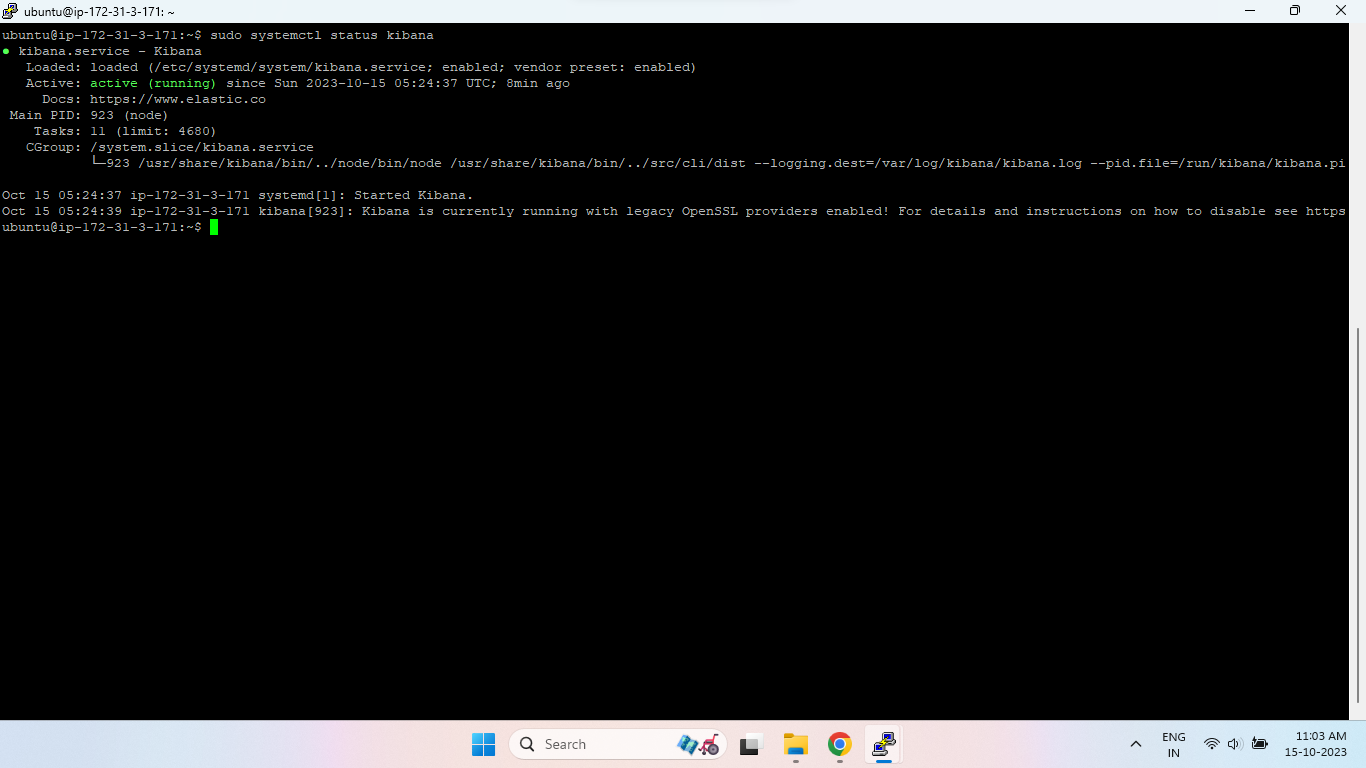 ubuntu@ip-172-31-3-171: ~
ubuntu@ip-172-31-3-171:~$ sudo systemctl status kibana
● kibana.service - Kibana
Loaded: loaded (/etc/systemd/system/kibana.service; enabled; vendor preset: enabled)
Active: active (running) since Sun 2023-10-15 05:24:37 UTC; 8min ago
Docs: https://www.elastic.co
Main PID: 923 (node)
Tasks: 11 (limit: 4680)
CGroup: /system.slice/kibana.service
└─923 /usr/share/kibana/bin/../node/bin/node /usr/share/kibana/bin/../src/cli/dist --logging.dest=/var/log/kibana/kibana.log --pid.file=/run/kibana/kibana.pi
Oct 15 05:24:37 ip-172-31-3-171 systemd[1]: Started Kibana.
Oct 15 05:24:39 ip-172-31-3-171 kibana[923]: Kibana is currently running with legacy OpenSSL providers enabled! For details and instructions on how to disable see https
ubuntu@ip-172-31-3-171:~$
Search
ENG
IN
11:03 AM
15-10-2023